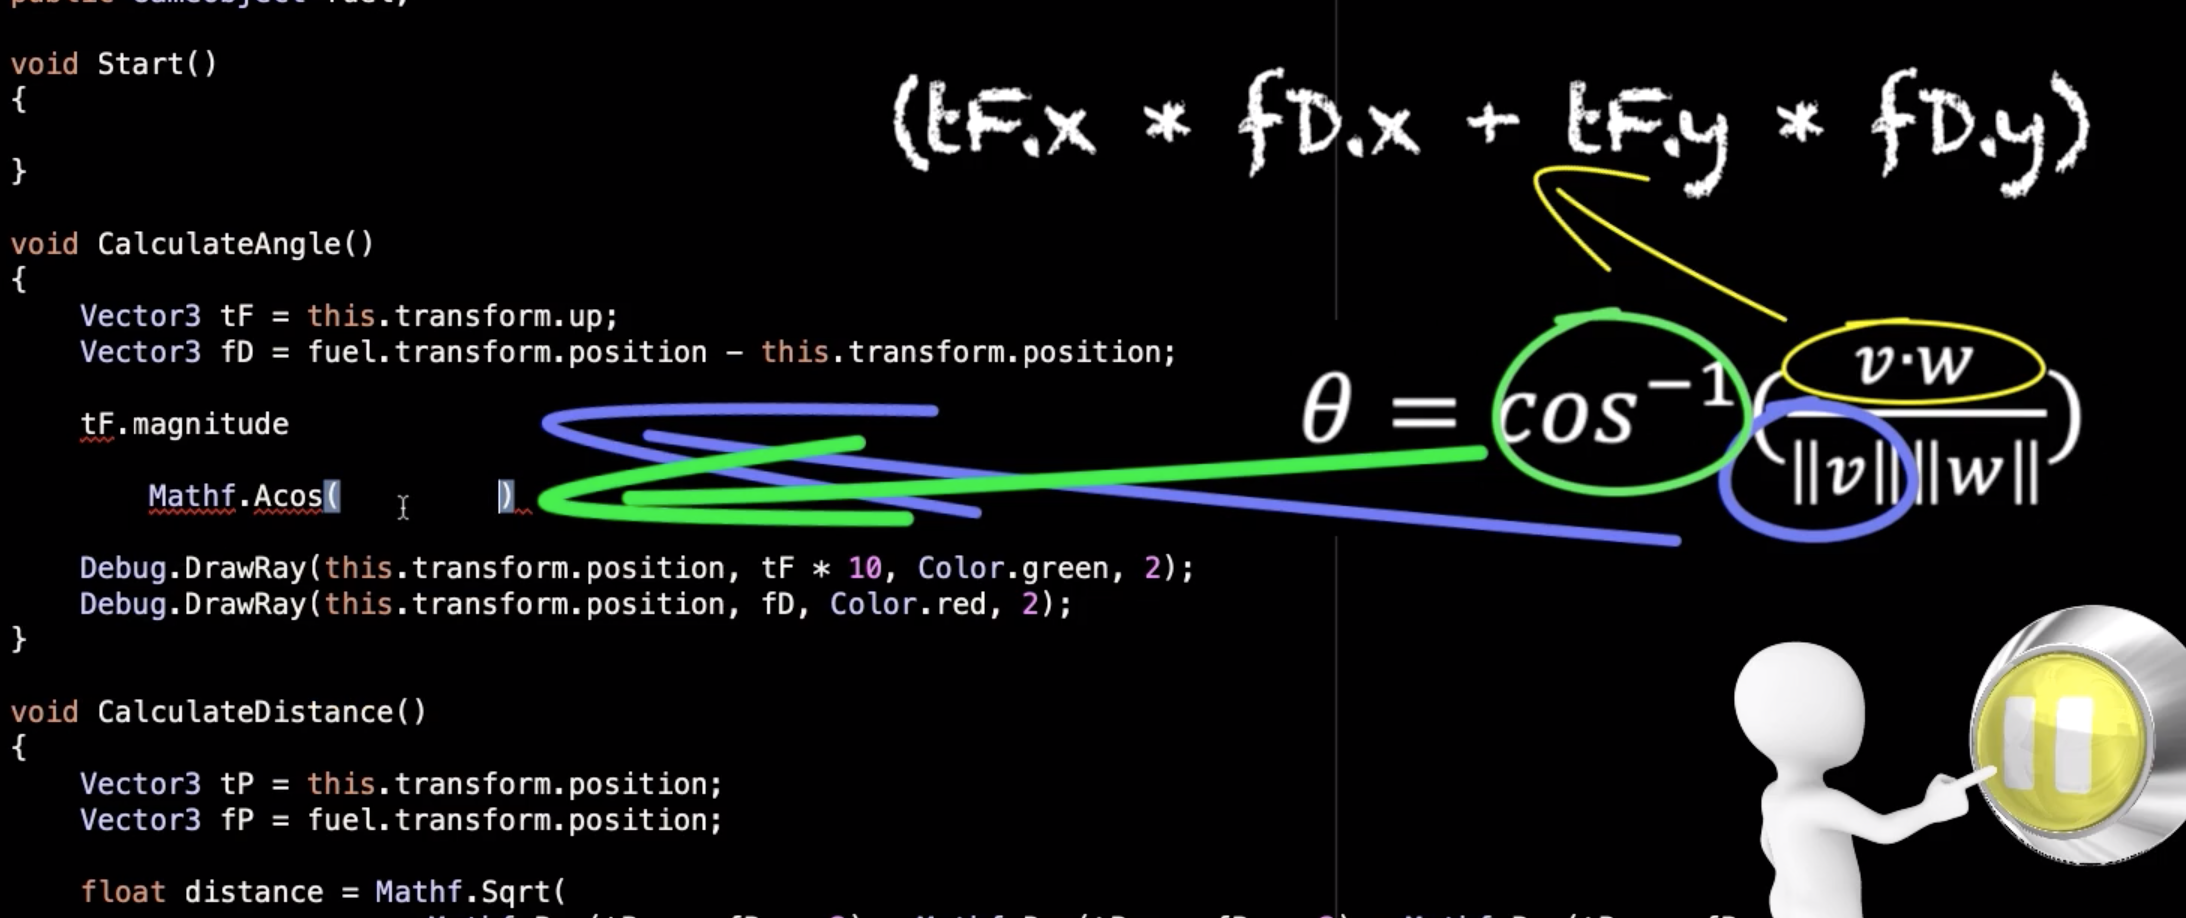 public GameObject fuel;
void Start()
{
}
void CalculateAngle()
{
Vector3 tF = this.transform.up;
Vector3 fD = fuel.transform.position - this.transform.position;
tF.magnitude
Mathf.Acos( )
Debug.DrawRay(this.transform.position, tF * 10, Color.green, 2);
Debug.DrawRay(this.transform.position, fD, Color.red, 2);
}
void CalculateDistance()
{
Vector3 tP = this.transform.position;
Vector3 fP = fuel.transform.position;
float distance = Mathf.Sqrt(
(tF.x * fD.x + tF.y * fD.y)
θ = cos⁻¹(v·w / ||v||||w||)